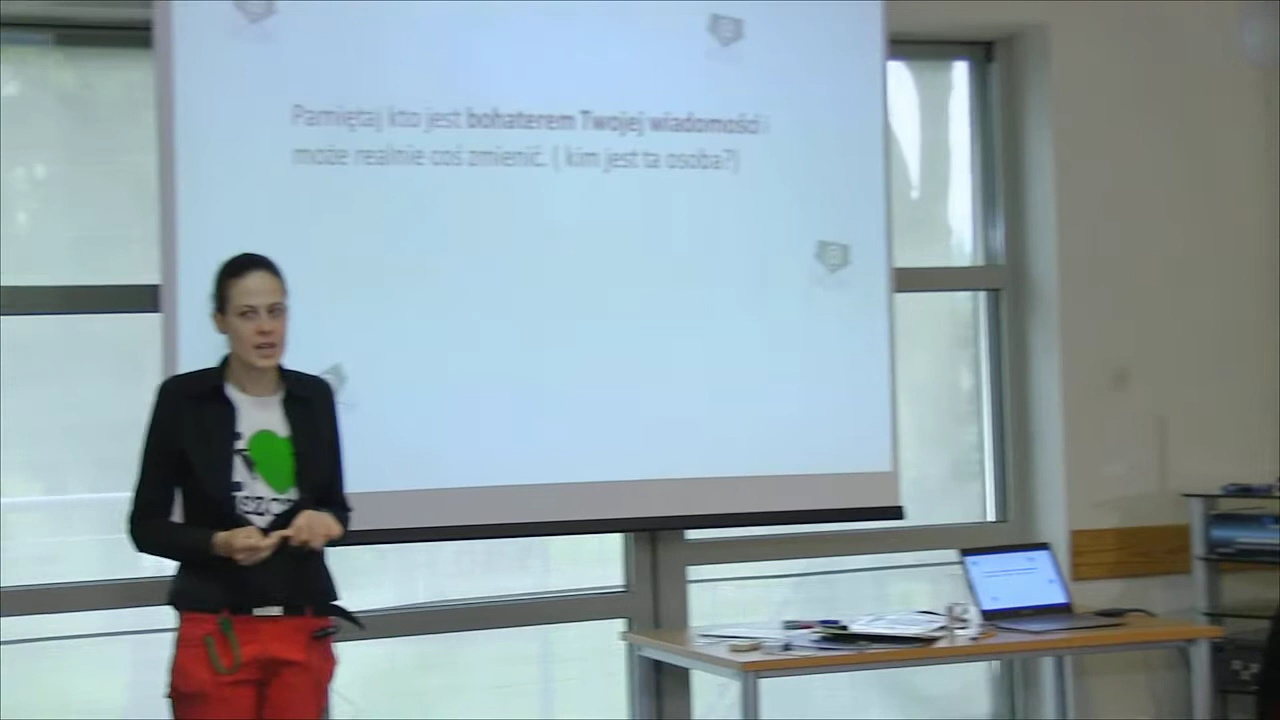 Pamiętaj kto jest bohaterem Twojej wiadomości i
może realnie coś zmienić. ( kim jest ta osoba?)